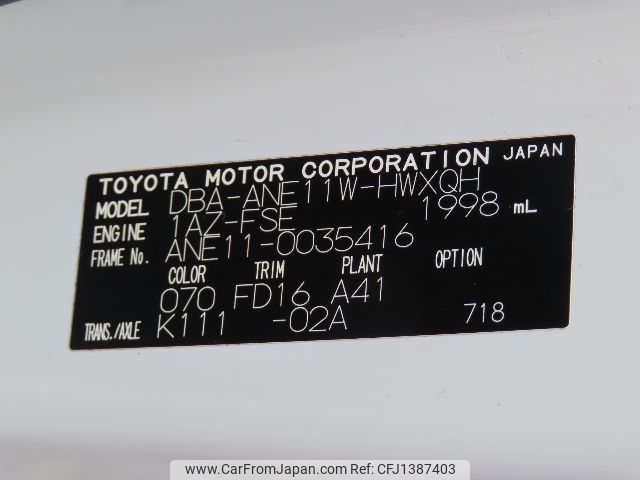 TOYOTA MOTOR CORPORATION JAPAN
MODEL DBA-ANE11W-HWXQH
ENGINE 1AZ-FSE 1998 mL
FRAME No. ANE11-0035416
COLOR TRIM PLANT OPTION
070 FD16 A41
TRANS./AXLE K111 -02A 718
www.CarFromJapan.com - CFJ1387403